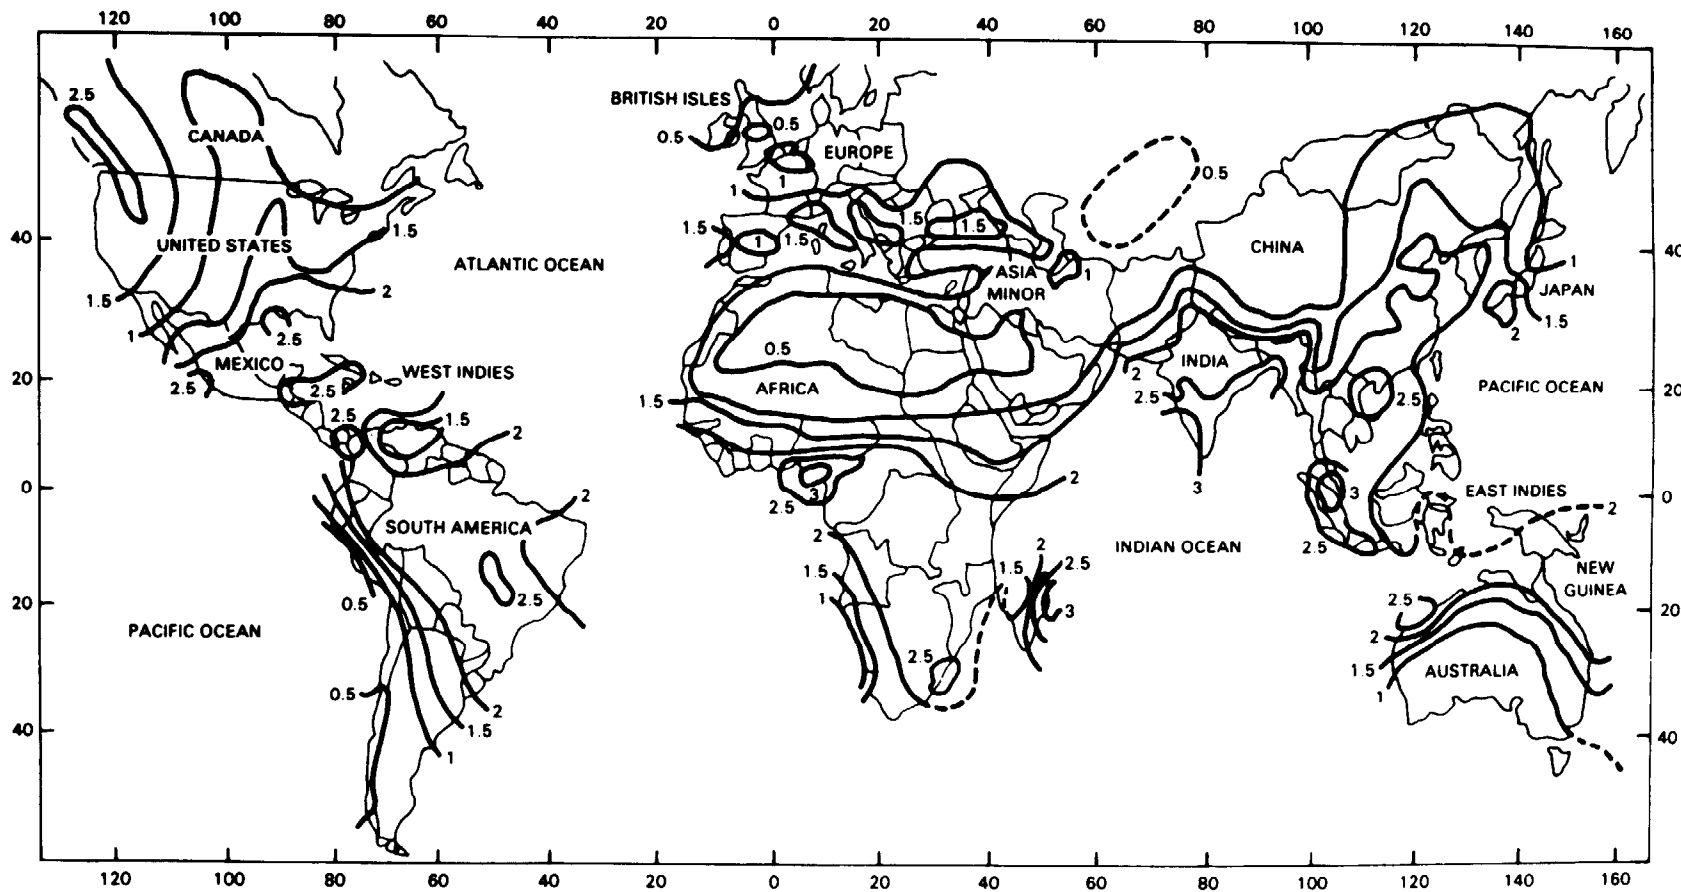 120 100 80 60 40 20 0 20 40 60 80 100 120 140 160
2.5
BRITISH ISLES
CANADA
0.5
0.5
EUROPE
1
0.5
1
1.5
1.5
1.5
1.5
1
UNITED STATES
1.5
CHINA
40
40
ATLANTIC OCEAN
ASIA
MINOR
1
1
JAPAN
1.5
2
1
2
1.5
2.5
0.5
INDIA
MEXICO
2
WEST INDIES
20
2.5
2.5
AFRICA
2.5
2.5
PACIFIC OCEAN
20
1.5
2.5
1.5
2
0
2.5
3
3
3
EAST INDIES
0
2
SOUTH AMERICA
2
2
INDIAN OCEAN
2.5
2
NEW
GUINEA
1.5
1.5
2.5
0.5
2.5
1
3
2.5
20
20
PACIFIC OCEAN
2
2.5
1.5
AUSTRALIA
0.5
1
2
1.5
1
40
40
120 100 80 60 40 20 0 20 40 60 80 100 120 140 160